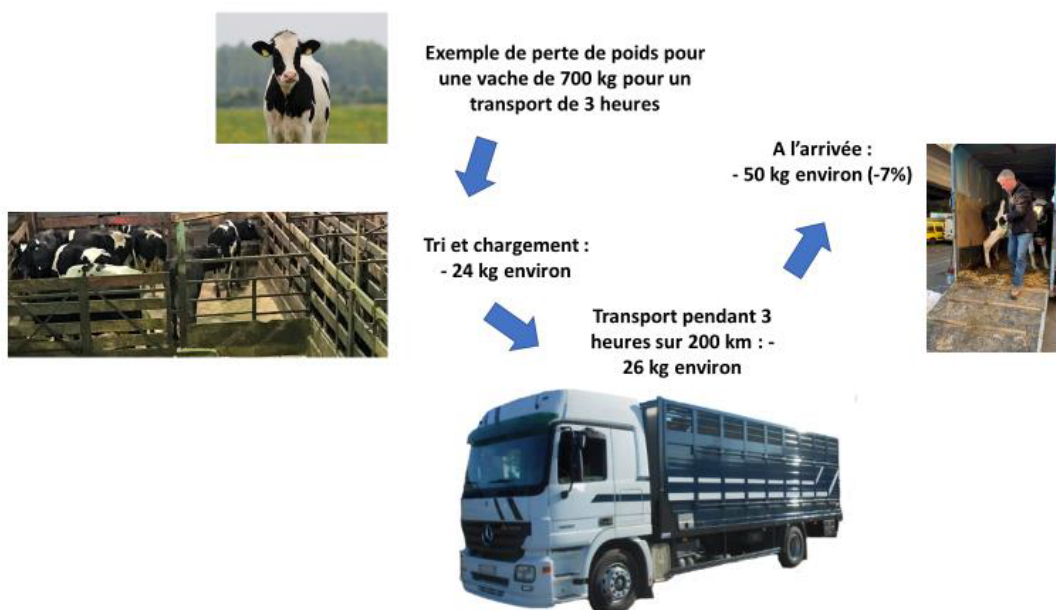 Exemple de perte de poids pour
une vache de 700 kg pour un
transport de 3 heures
A l’arrivée :
- 50 kg environ (-7%)
Tri et chargement :
- 24 kg environ
Transport pendant 3
heures sur 200 km : -
26 kg environ